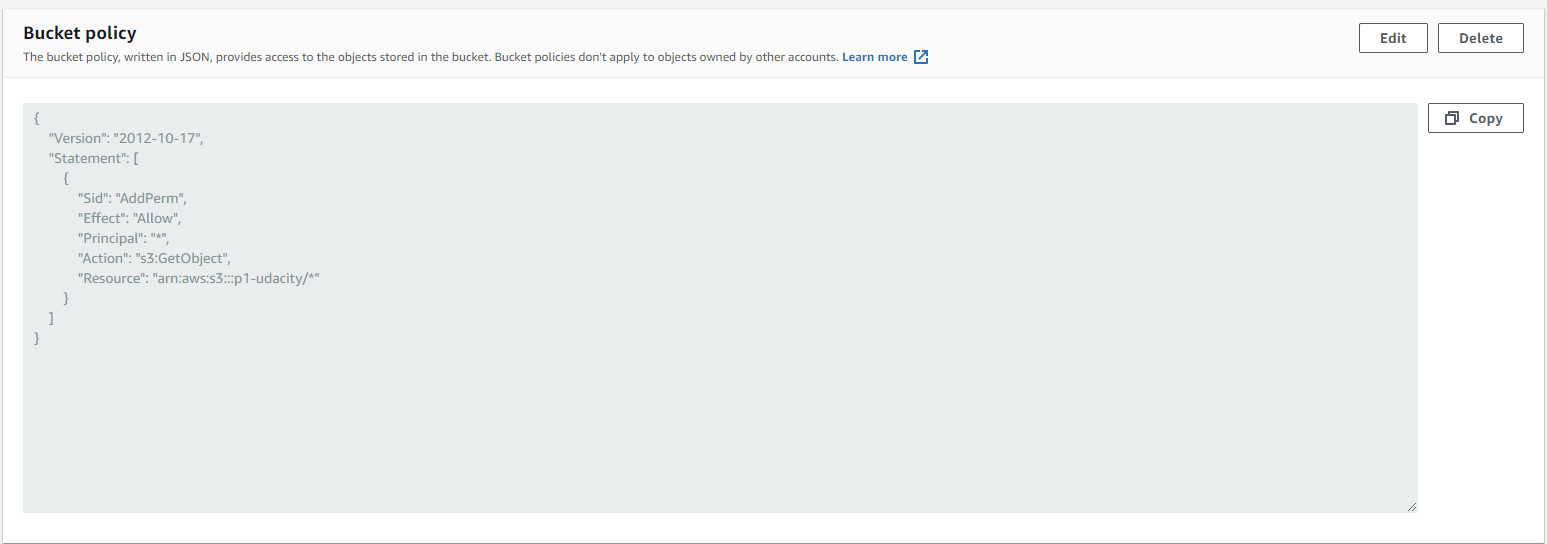 Bucket policy
Edit
Delete
The bucket policy, written in JSON, provides access to the objects stored in the bucket. Bucket policies don't apply to objects owned by other accounts. Learn more
Copy
{
"Version": "2012-10-17",
"Statement": [
{
"Sid": "AddPerm",
"Effect": "Allow",
"Principal": "*",
"Action": "s3:GetObject",
"Resource": "arn:aws:s3:::p1-udacity/*"
}
]
}